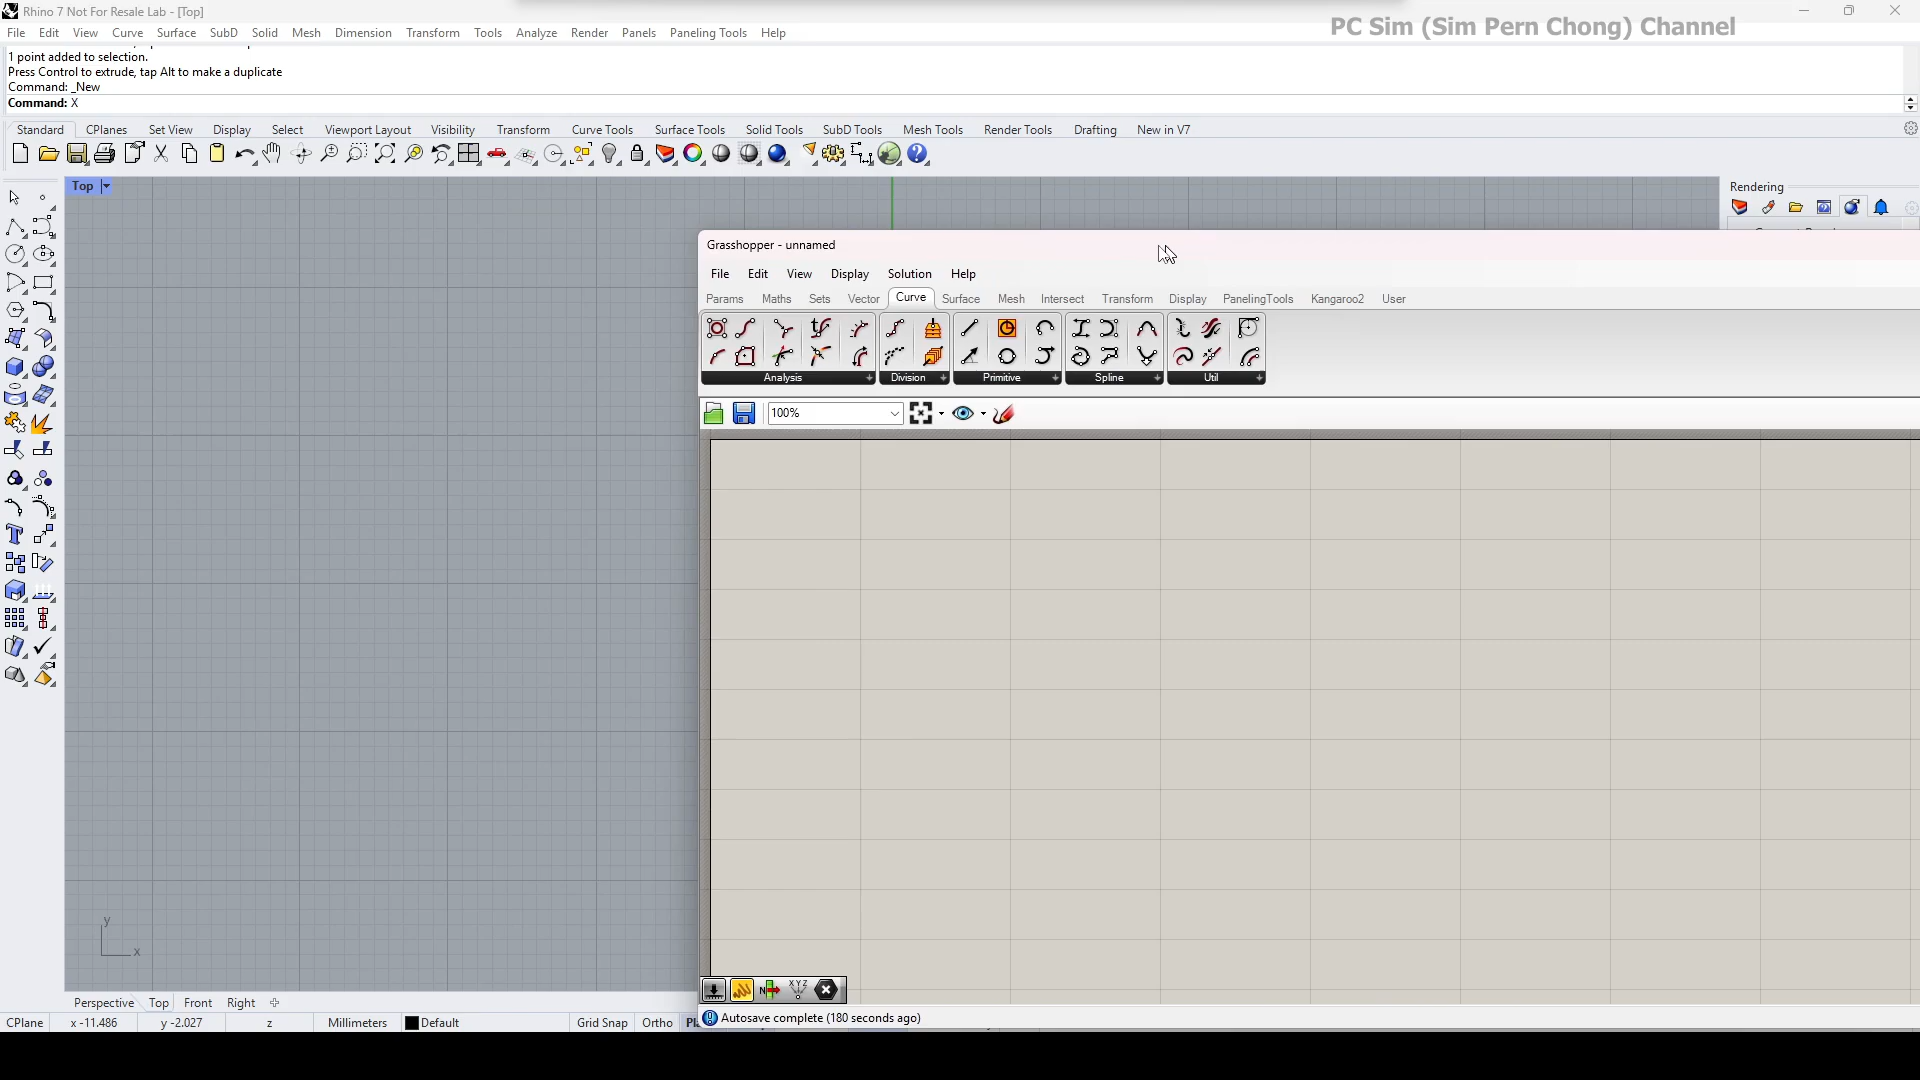 Rhino 7 Not For Resale Lab - [Top]
PC Sim (Sim Pern Chong) Channel
File Edit View Curve Surface SubD Solid Mesh Dimension Transform Tools Analyze Render Panels Paneling Tools Help
1 point added to selection.
Press Control to extrude, tap Alt to make a duplicate
Command: _New
Command: X
Standard CPlanes Set View Display Select Viewport Layout Visibility Transform Curve Tools Surface Tools Solid Tools SubD Tools Mesh Tools Render Tools Drafting New in V7
Top
Rendering
Grasshopper - unnamed
File Edit View Display Solution Help
Params Maths Sets Vector Curve Surface Mesh Intersect Transform Display PanelingTools Kangaroo2 User
Analysis Division Primitive Spline Util
100%
y
x
Perspective Top Front Right
CPlane x -11.486 y -2.027 z Millimeters Default Grid Snap Ortho
Autosave complete (180 seconds ago)